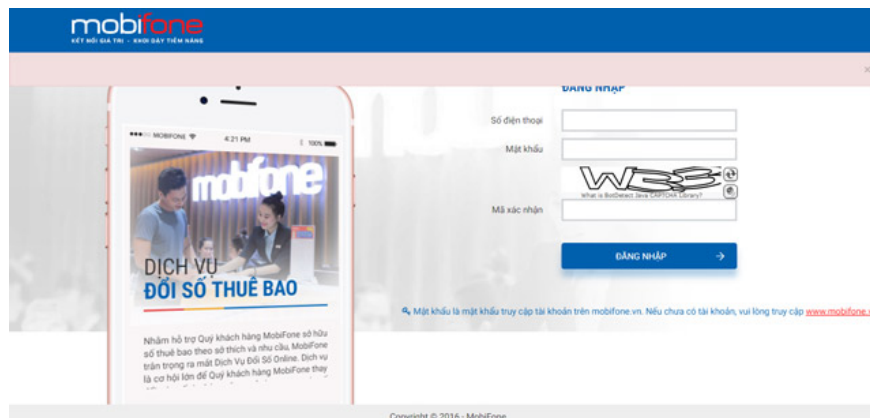 mobifone
KẾT NỐI GIÁ TRỊ - KHƠI DẬY TIỀM NĂNG
×
ĐĂNG NHẬP
Số điện thoại
Mật khẩu
W33
What is BotDetect Java CAPTCHA Library?
Mã xác nhận
ĐĂNG NHẬP →
Mật khẩu là mật khẩu truy cập tài khoản trên mobifone.vn. Nếu chưa có tài khoản, vui lòng truy cập www.mobifone.
MOBIFONE 4:21 PM 100%
mobifone
DỊCH VỤ
ĐỔI SỐ THUÊ BAO
Nhằm hỗ trợ Quý khách hàng MobiFone sở hữu
số thuê bao theo sở thích và nhu cầu, MobiFone
trân trọng ra mắt Dịch Vụ Đổi Số Online. Dịch vụ
là cơ hội lớn để Quý khách hàng MobiFone thay
Copyright © 2016 - MobiFone